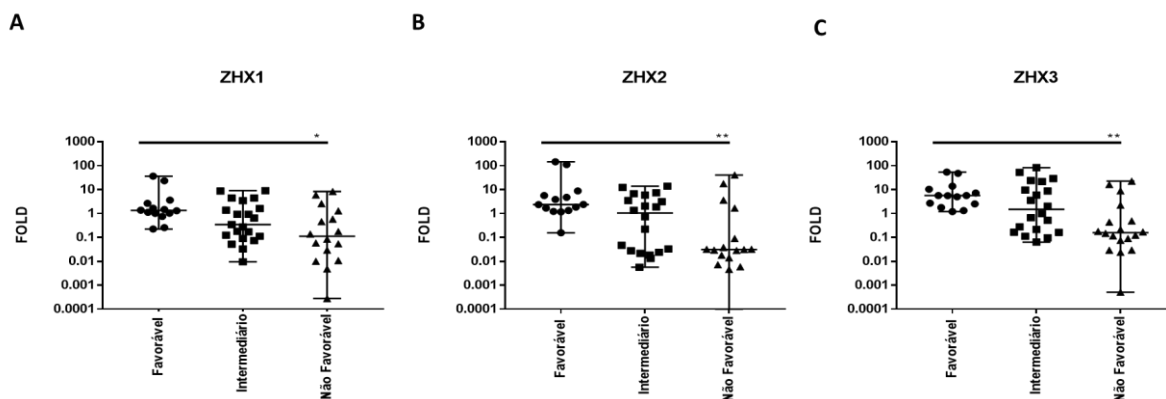 A
ZHX1
*
FOLD
1000
100
10
1
0.1
0.01
0.001
0.0001
Favorável
Intermediário
Não Favorável
B
ZHX2
**
FOLD
1000
100
10
1
0.1
0.01
0.001
0.0001
Favorável
Intermediário
Não Favorável
C
ZHX3
**
FOLD
1000
100
10
1
0.1
0.01
0.001
0.0001
Favorável
Intermediário
Não Favorável